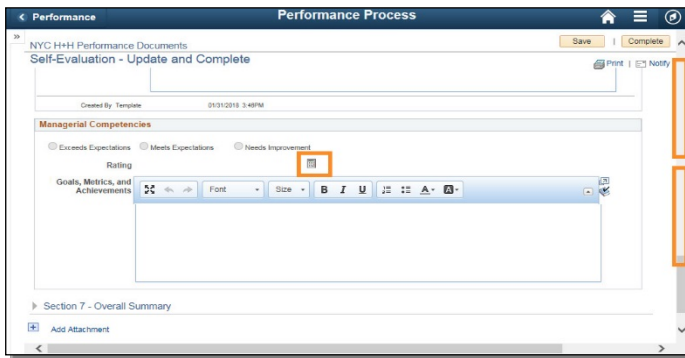 Performance
Performance Process
NYC H+H Performance Documents
Save | Complete
Self-Evaluation - Update and Complete
Print | Notify
Created By Template 01/31/2018 3:48PM
Managerial Competencies
Exceeds Expectations Meets Expectations Needs Improvement
Rating
Goals, Metrics, and
Achievements
Font Size B I U A A
Section 7 - Overall Summary
Add Attachment